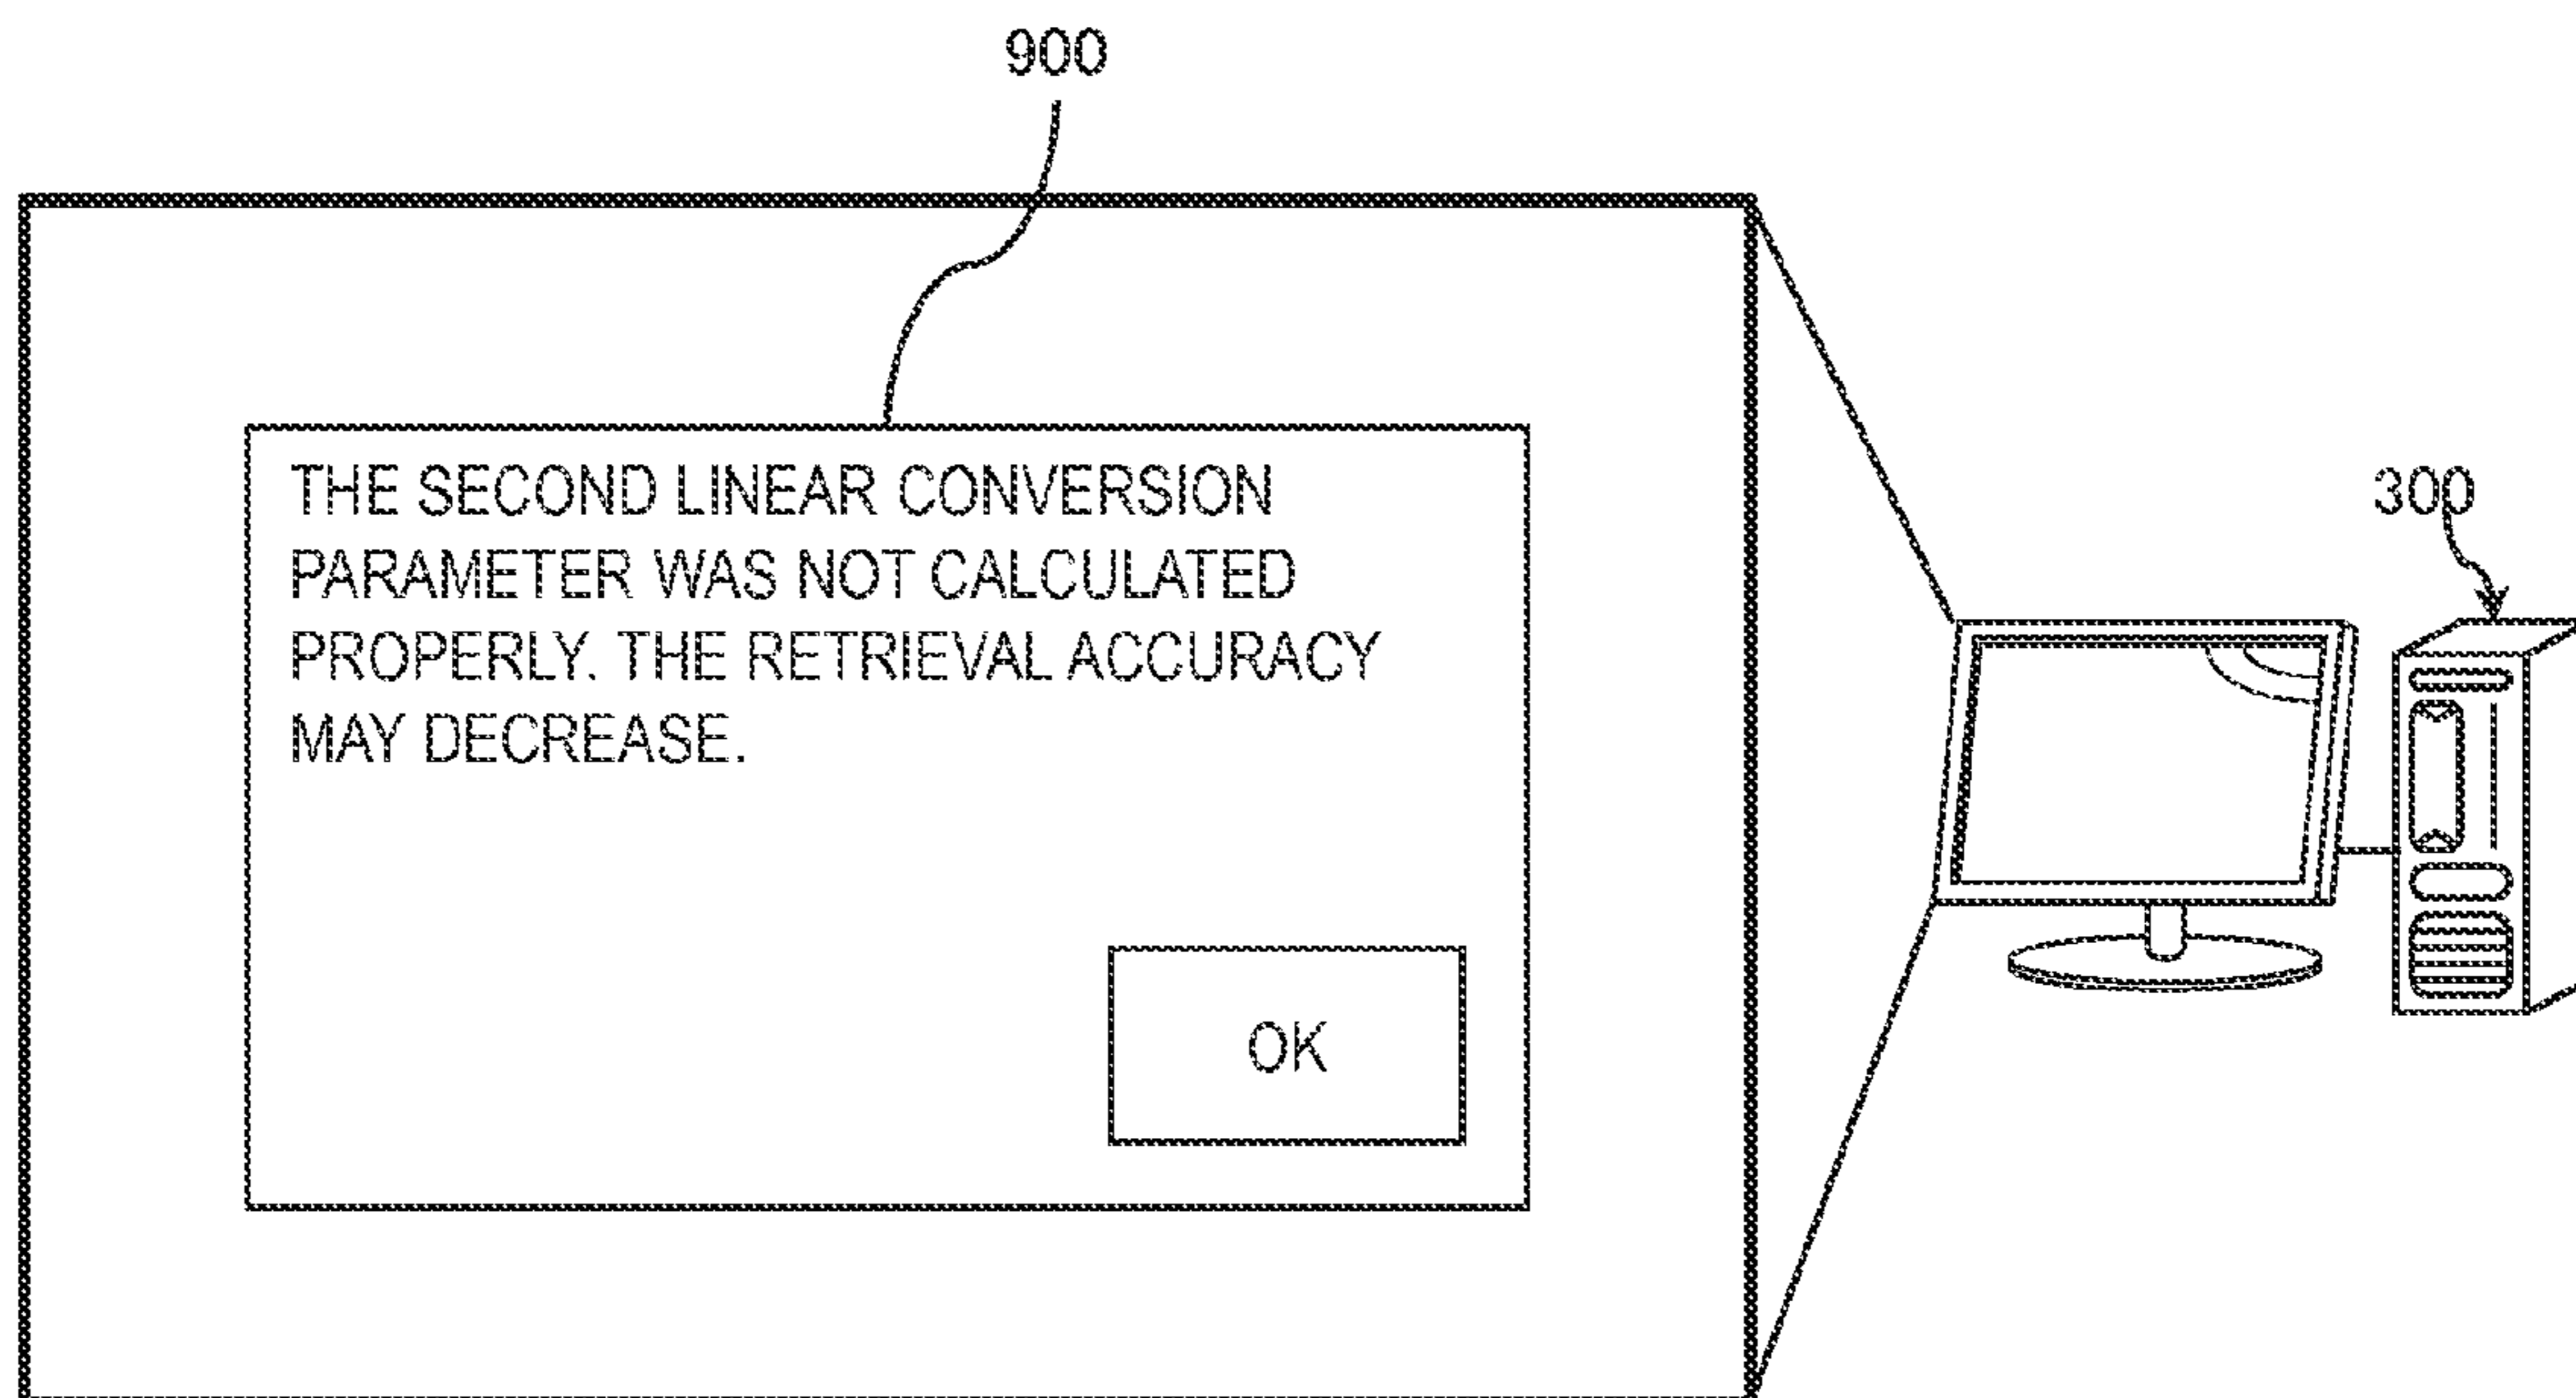 900
THE SECOND LINEAR CONVERSION
PARAMETER WAS NOT CALCULATED
PROPERLY. THE RETRIEVAL ACCURACY
MAY DECREASE.
OK
300